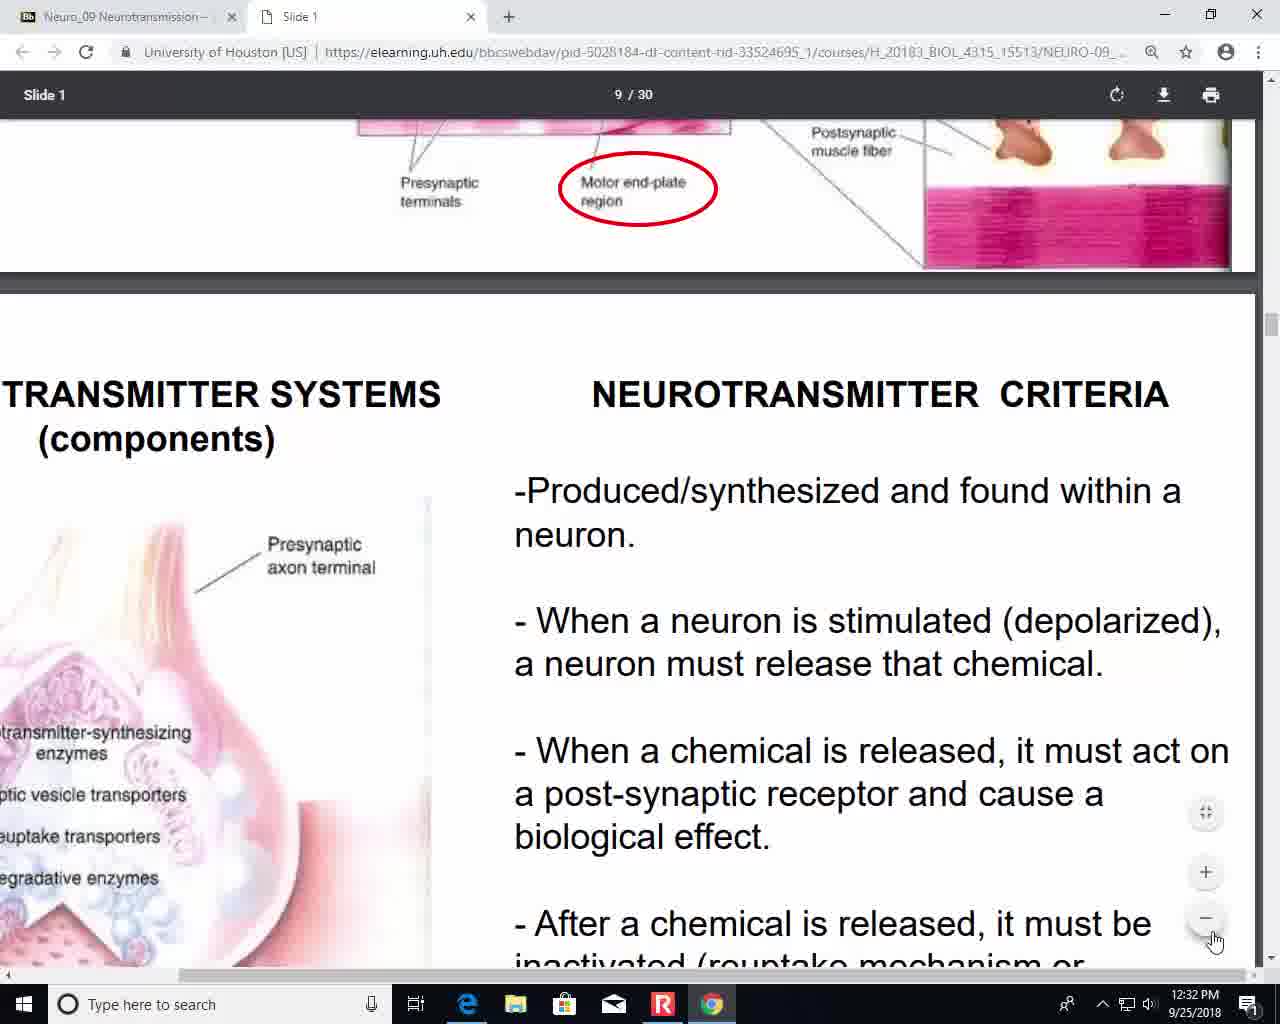 Neuro_09 Neurotransmission –
Slide 1
University of Houston [US]
https://elearning.uh.edu/bbcswebdav/pid-5028184-dt-content-rid-33524695_1/courses/H_20183_BIOL_4315_15513/NEURO-09_...
Slide 1
9 / 30
Presynaptic
terminals
Motor end-plate
region
Postsynaptic
muscle fiber
TRANSMITTER SYSTEMS
(components)
Presynaptic
axon terminal
transmitter-synthesizing
enzymes
ptic vesicle transporters
euptake transporters
egradative enzymes
NEUROTRANSMITTER CRITERIA
-Produced/synthesized and found within a
neuron.
- When a neuron is stimulated (depolarized),
a neuron must release that chemical.
- When a chemical is released, it must act on
a post-synaptic receptor and cause a
biological effect.
- After a chemical is released, it must be
inactivated (reuptake mechanism or
Type here to search
12:32 PM
9/25/2018